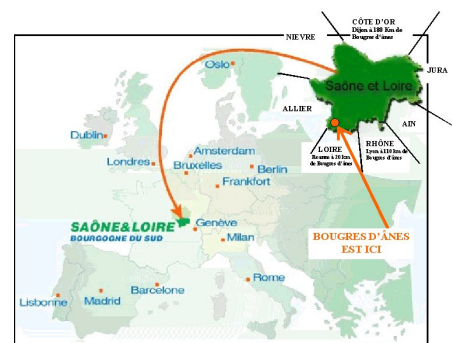 CÔTE D'OR
Dijon à 180 Km de
Bougres d'ânes
NIEVRE
JURA
Oslo
Saône et Loire
ALLIER
AIN
LOIRE
Roanne à 20 km
de Bougres d'ânes
RHÔNE
Lyon à 110 km de
Bougres d'ânes
Dublin
Londres
Amsterdam
Bruxelles
Berlin
Frankfort
SAÔNE&LOIRE
BOURGOGNE DU SUD
Genève
Milan
BOUGRES D'ÂNES
EST ICI
Rome
Barcelone
Madrid
Lisbonne